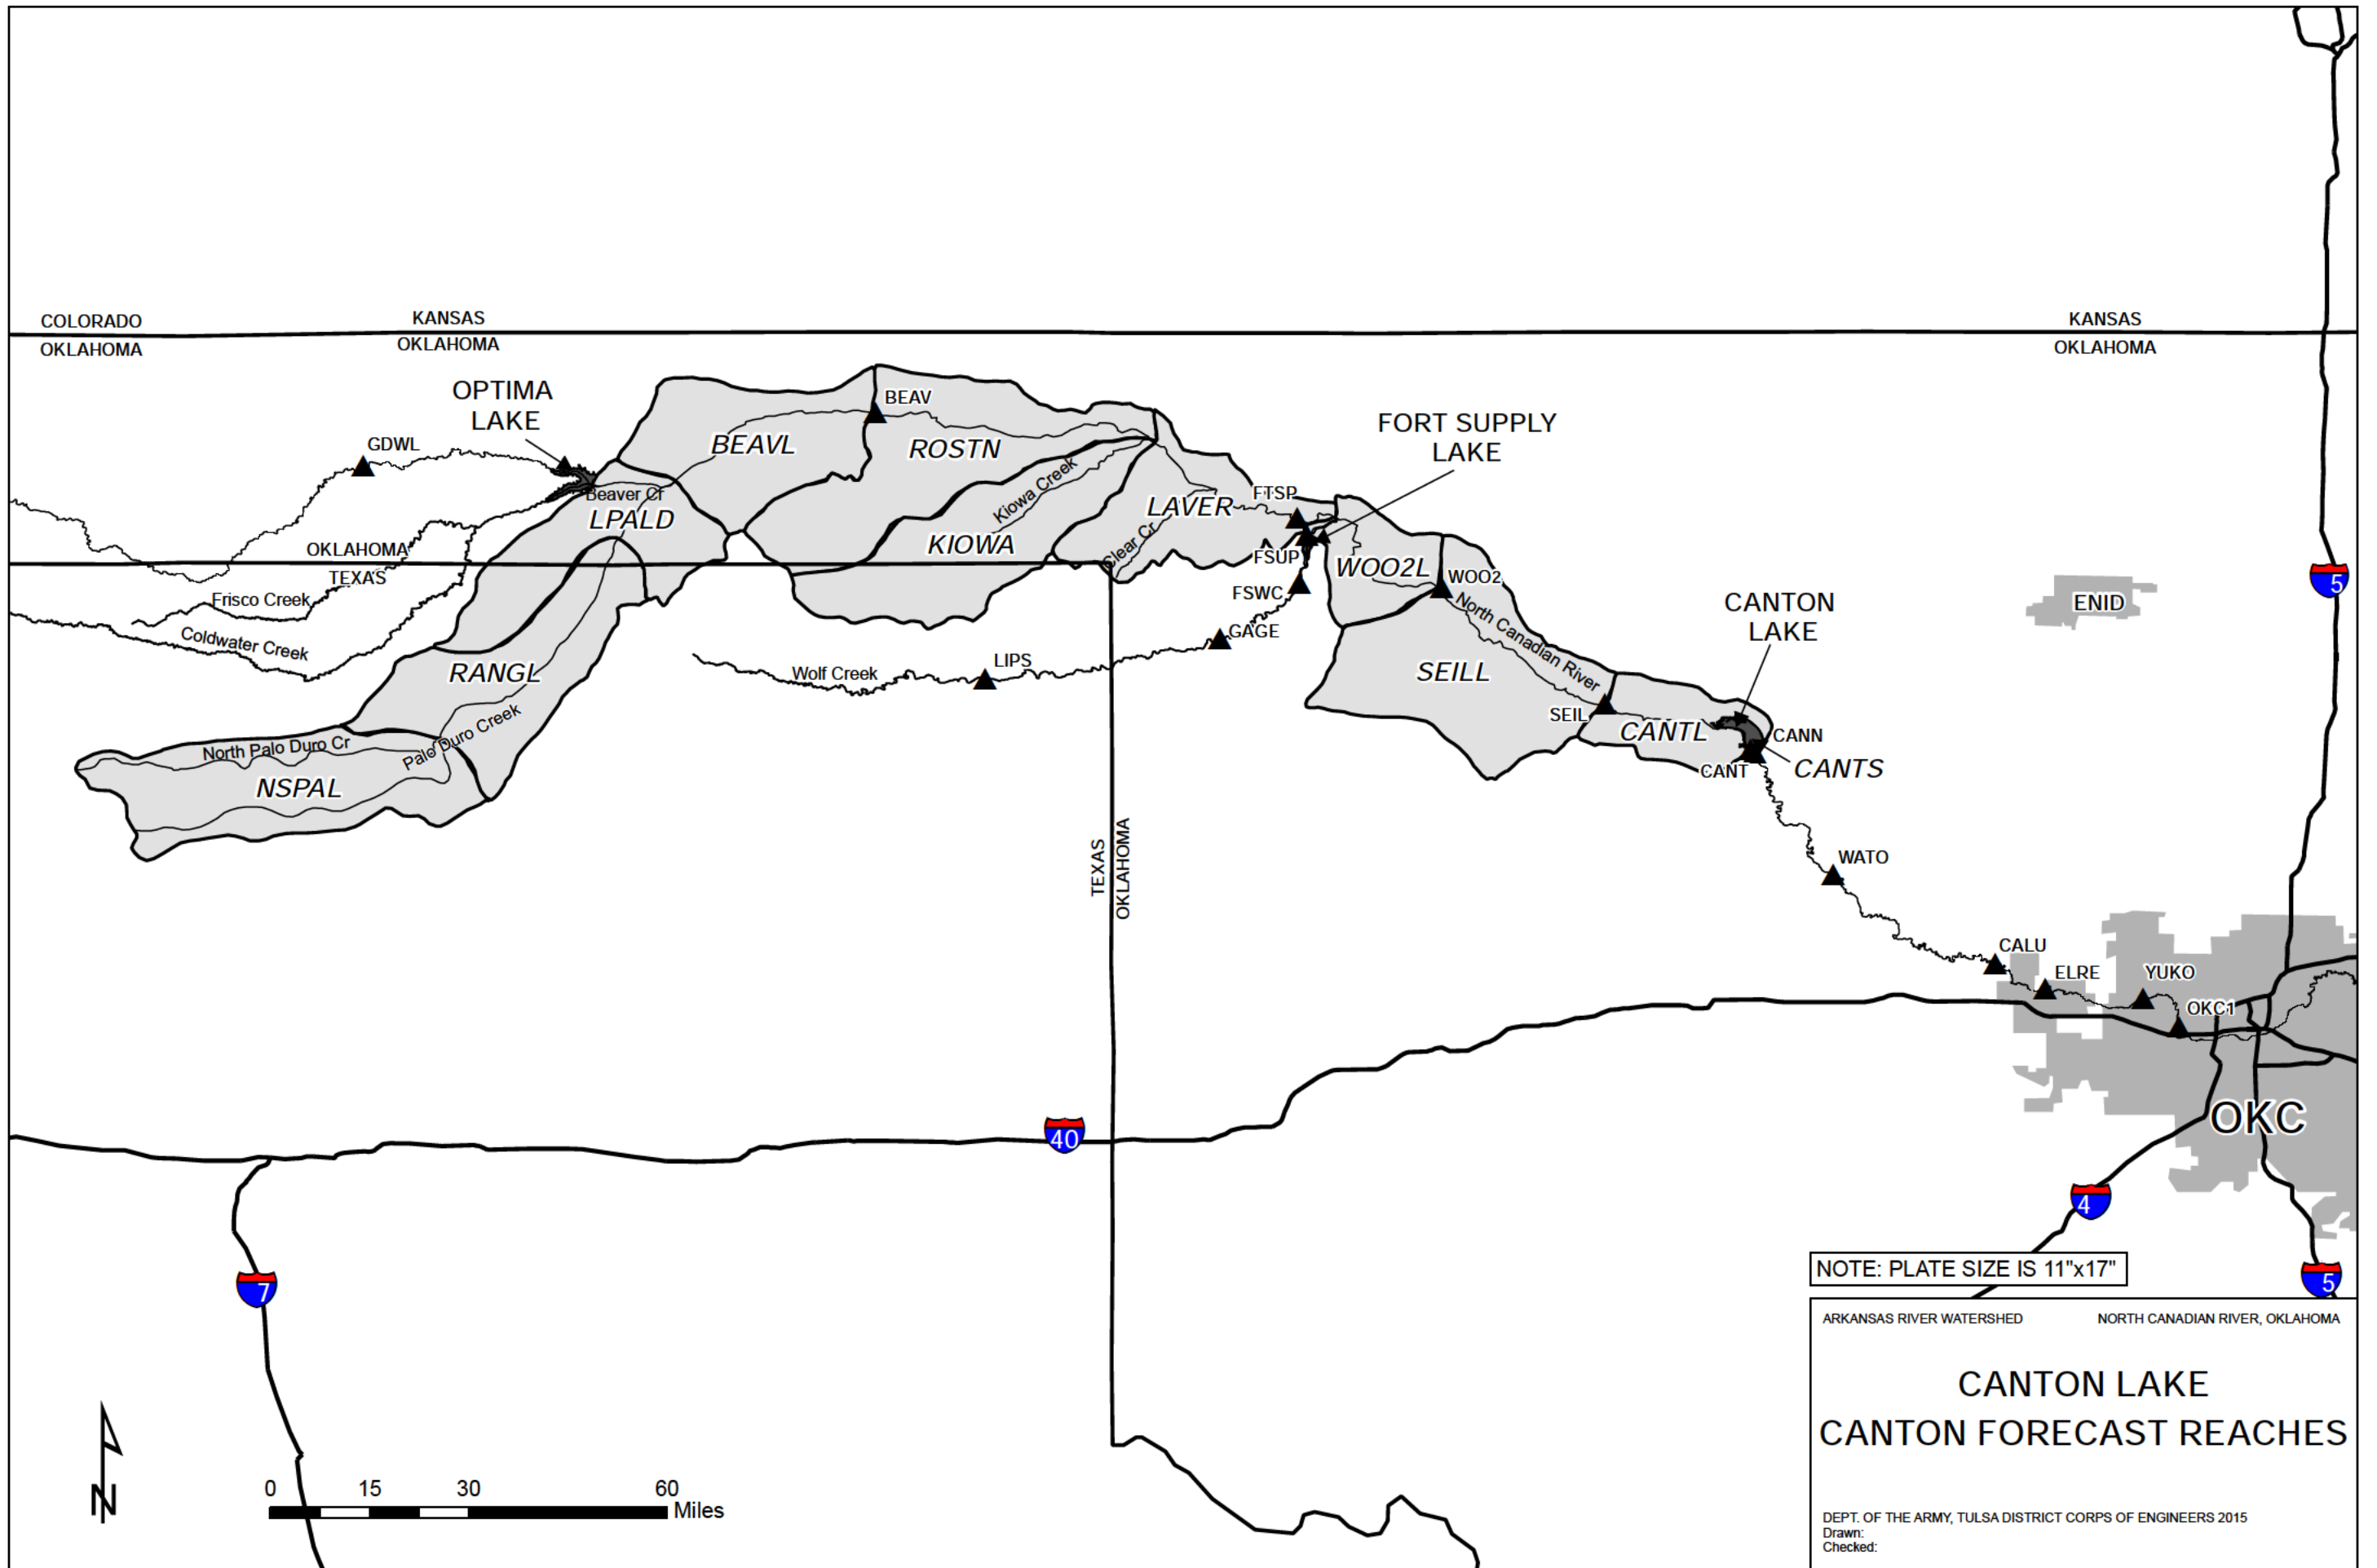 COLORADO
OKLAHOMA
KANSAS
OKLAHOMA
KANSAS
OKLAHOMA
OPTIMA
LAKE
GDWL
BEAV
BEAVL
ROSTN
FORT SUPPLY
LAKE
Beaver Cr
LPALD
Kiowa Creek
KIOWA
LAVER
Clear Cr
FTSP
FSUP
FSWC
WOO2L
WOO2
OKLAHOMA
TEXAS
Frisco Creek
Coldwater Creek
RANGL
GAGE
LIPS
Wolf Creek
North Canadian River
SEILL
SEIL
CANTON
LAKE
ENID
5
CANTL
CANN
CANT
CANTS
North Palo Duro Cr
Palo Duro Creek
NSPAL
TEXAS
OKLAHOMA
WATO
CALU
ELRE
YUKO
OKC1
OKC
40
4
7
5
NOTE: PLATE SIZE IS 11"x17"
ARKANSAS RIVER WATERSHED
NORTH CANADIAN RIVER, OKLAHOMA
CANTON LAKE
CANTON FORECAST REACHES
DEPT. OF THE ARMY, TULSA DISTRICT CORPS OF ENGINEERS 2015
Drawn:
Checked:
N
0 15 30 60
Miles